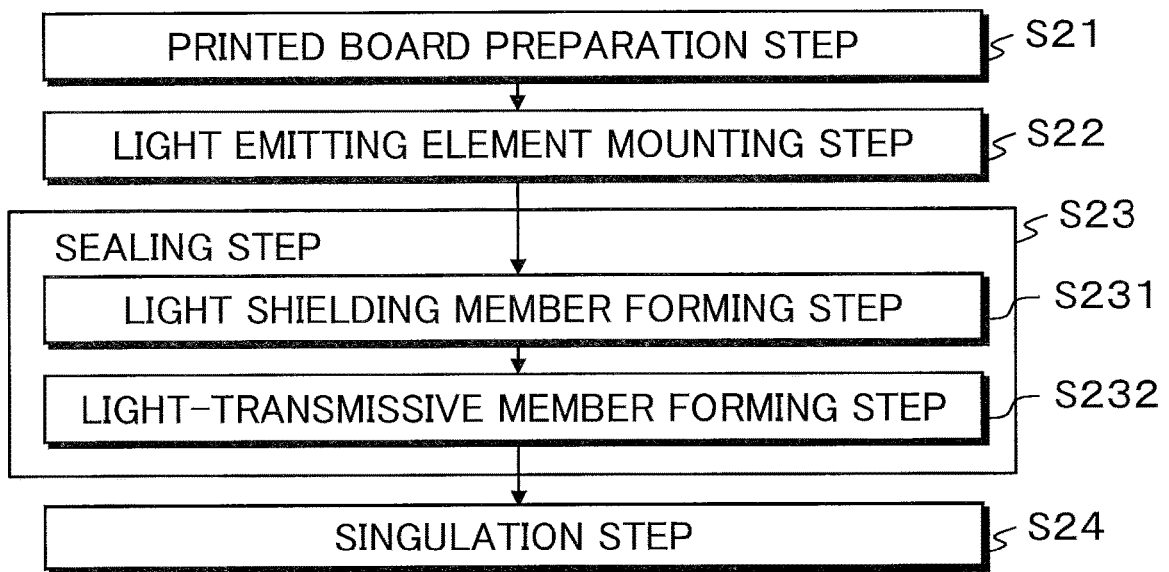 PRINTED BOARD PREPARATION STEP S21
LIGHT EMITTING ELEMENT MOUNTING STEP S22
S23
SEALING STEP
LIGHT SHIELDING MEMBER FORMING STEP S231
LIGHT-TRANSMISSIVE MEMBER FORMING STEP S232
SINGULATION STEP S24